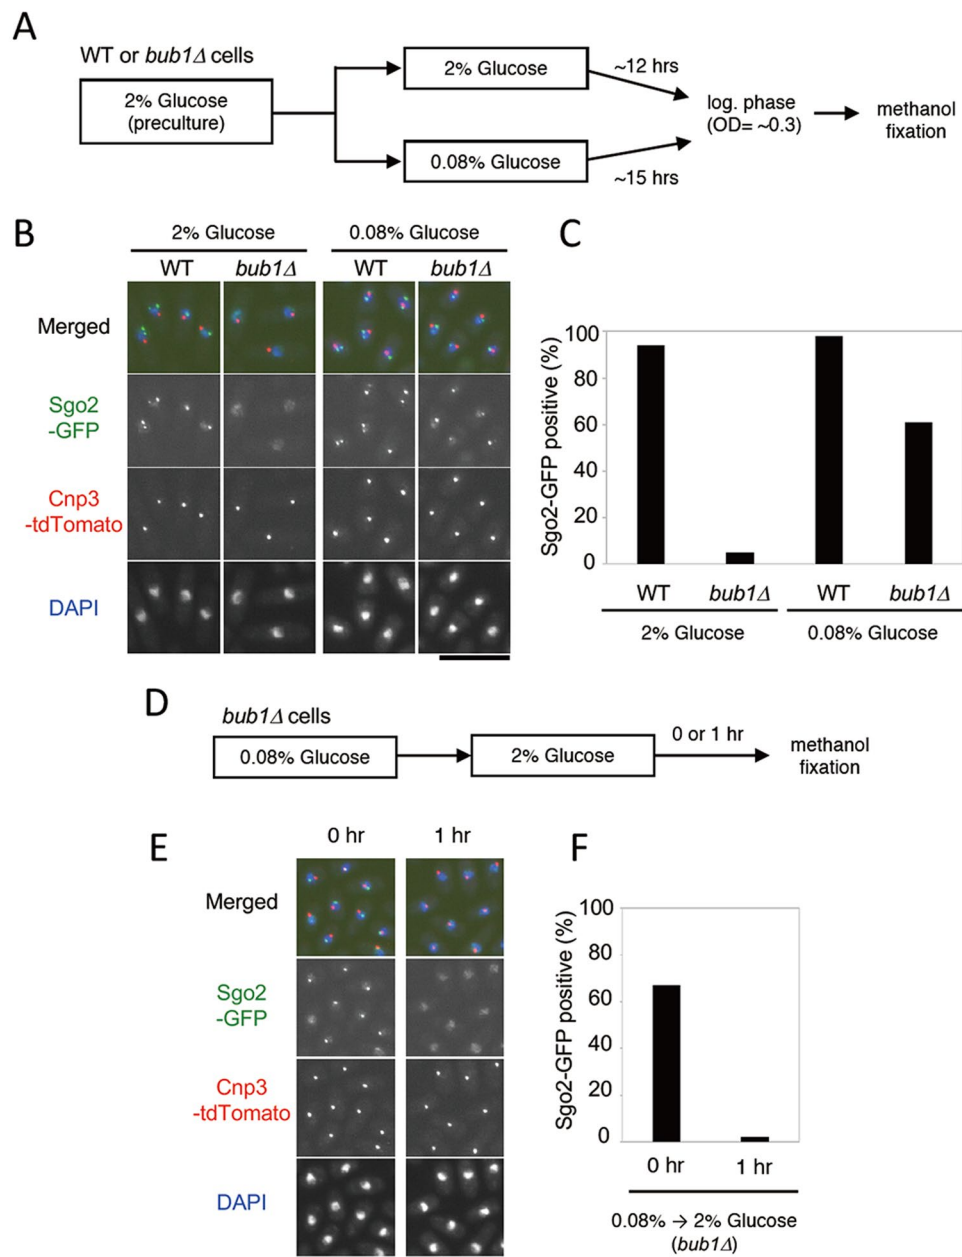 A
WT or bub1Δ cells
2% Glucose
(preculture)
2% Glucose
0.08% Glucose
~12 hrs
~15 hrs
log. phase
(OD= ~0.3)
methanol
fixation
B
2% Glucose
0.08% Glucose
WT
bub1Δ
WT
bub1Δ
Merged
Sgo2
-GFP
Cnp3
-tdTomato
DAPI
C
Sgo2-GFP positive (%)
100
80
60
40
20
0
WT
bub1Δ
WT
bub1Δ
2% Glucose
0.08% Glucose
D
bub1Δ cells
0.08% Glucose
2% Glucose
0 or 1 hr
methanol
fixation
E
0 hr
1 hr
Merged
Sgo2
-GFP
Cnp3
-tdTomato
DAPI
F
Sgo2-GFP positive (%)
100
80
60
40
20
0
0 hr
1 hr
0.08% → 2% Glucose
(bub1Δ)